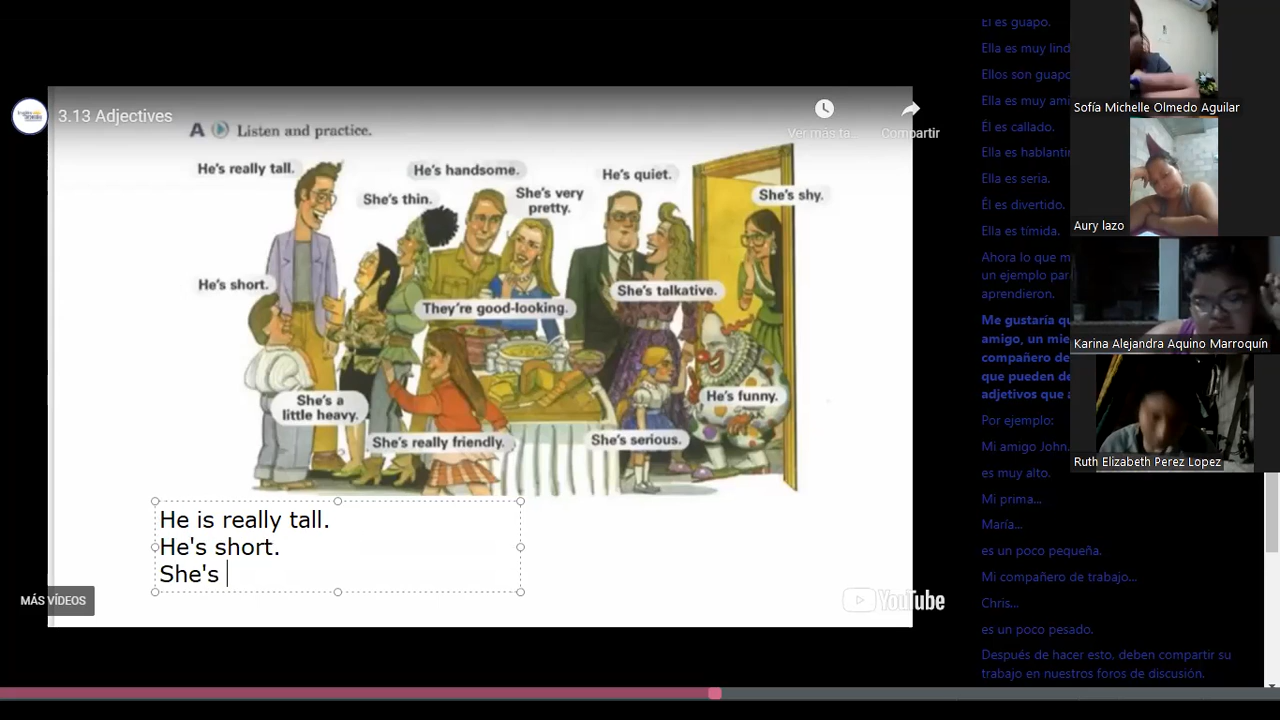 3.13 Adjectives
Ver más ta...
Compartir
A Listen and practice.
He's really tall.
He's handsome.
She's thin.
She's very
pretty.
He's quiet.
She's shy.
He's short.
They're good-looking.
She's talkative.
She's a
little heavy.
She's really friendly.
She's serious.
He's funny.
He is really tall.
He's short.
She's
MÁS VÍDEOS
YouTube
Él es guapo.
Ella es muy lind
Ellos son guapo
Ella es muy ami
Él es callado.
Ella es hablantin
Ella es seria.
Él es divertido.
Ella es tímida.
Ahora lo que m
un ejemplo par
aprendieron.
Me gustaría qu
amigo, un mie
compañero de
que pueden de
adjetivos que a
Por ejemplo:
Mi amigo John.
es muy alto.
Mi prima...
María...
es un poco pequeña.
Mi compañero de trabajo...
Chris...
es un poco pesado.
Después de hacer esto, deben compartir su
trabajo en nuestros foros de discusión.
Sofía Michelle Olmedo Aguilar
Aury lazo
Karina Alejandra Aquino Marroquín
Ruth Elizabeth Perez Lopez